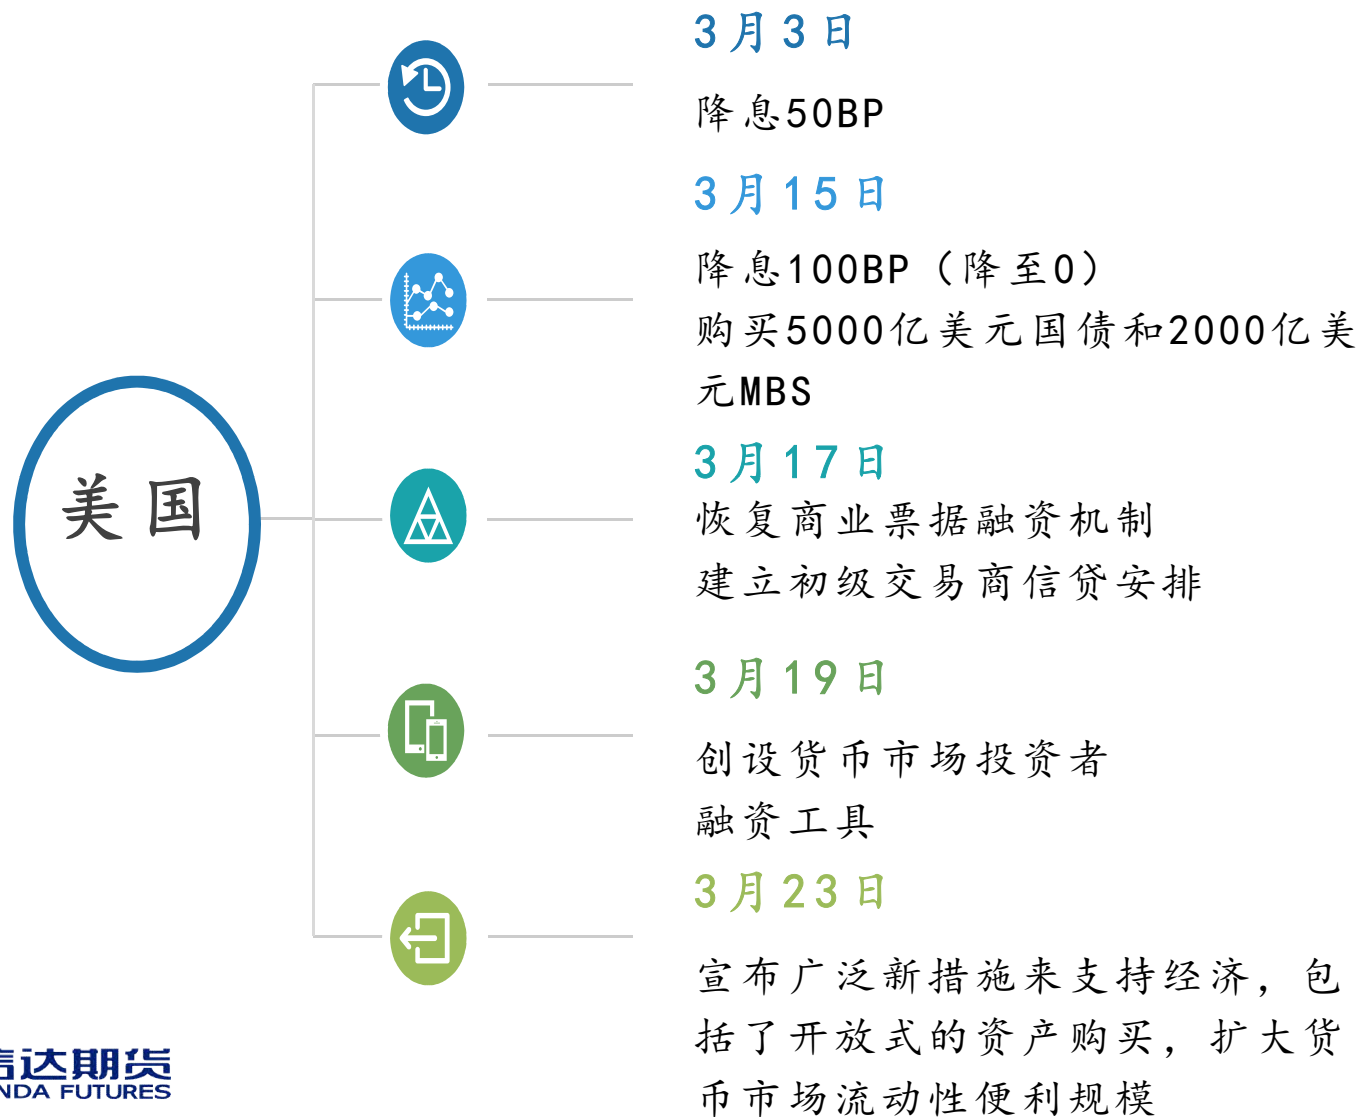 3月3日
降息50BP
3月15日
降息100BP（降至0）
购买5000亿美元国债和2000亿美
元MBS
美国
3月17日
恢复商业票据融资机制
建立初级交易商信贷安排
3月19日
创设货币市场投资者
融资工具
3月23日
宣布广泛新措施来支持经济，包
括了开放式的资产购买，扩大货
币市场流动性便利规模
信达期货
NDA FUTURES